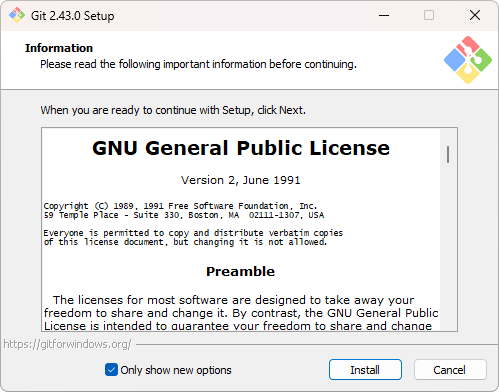 Git 2.43.0 Setup
Information
Please read the following important information before continuing.
When you are ready to continue with Setup, click Next.
GNU General Public License
Version 2, June 1991
Copyright (C) 1989, 1991 Free Software Foundation, Inc.
59 Temple Place - Suite 330, Boston, MA  02111-1307, USA
Everyone is permitted to copy and distribute verbatim copies
of this license document, but changing it is not allowed.
Preamble
The licenses for most software are designed to take away your
freedom to share and change it. By contrast, the GNU General Public
License is intended to guarantee your freedom to share and change
https://gitforwindows.org/
Only show new options
Install
Cancel